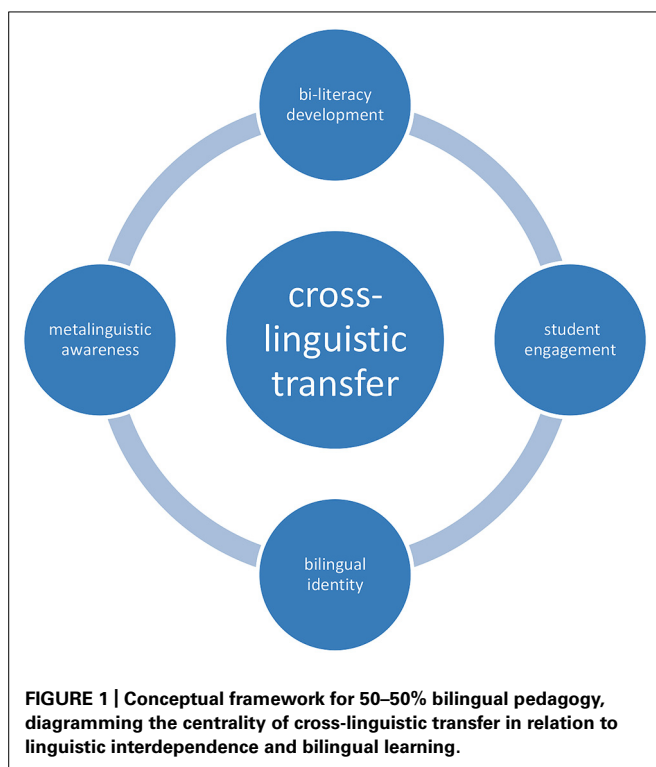 bi-literacy
development
cross-
linguistic
transfer
metalinguistic
awareness
student
engagement
bilingual
identity
FIGURE 1 | Conceptual framework for 50–50% bilingual pedagogy,
diagramming the centrality of cross-linguistic transfer in relation to
linguistic interdependence and bilingual learning.